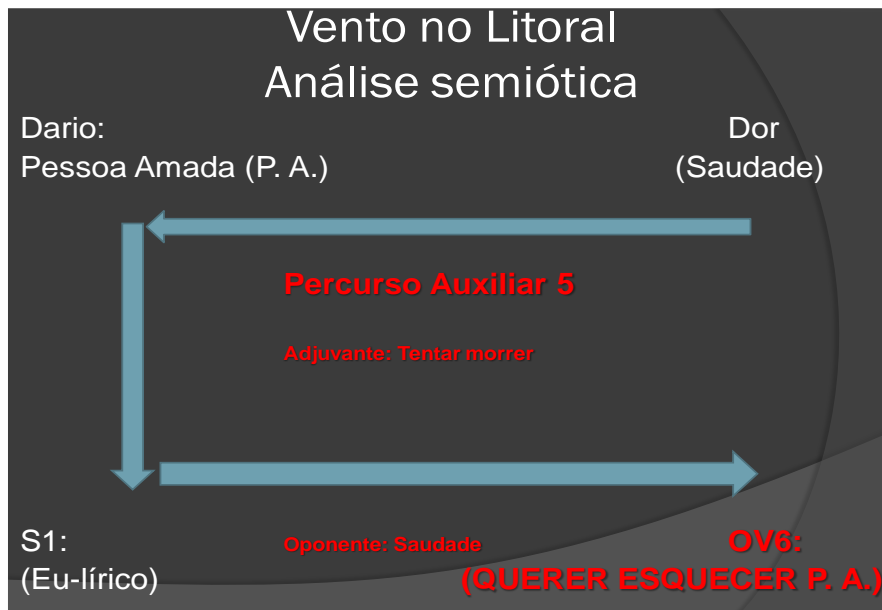 Vento no Litoral
Análise semiótica
Dario:
Dor
Pessoa Amada (P. A.)
(Saudade)
Percurso Auxiliar 5
Adjuvante: Tentar morrer
S1:
Oponente: Saudade
OV6:
(Eu-lírico)
(QUERER ESQUECER P. A.)